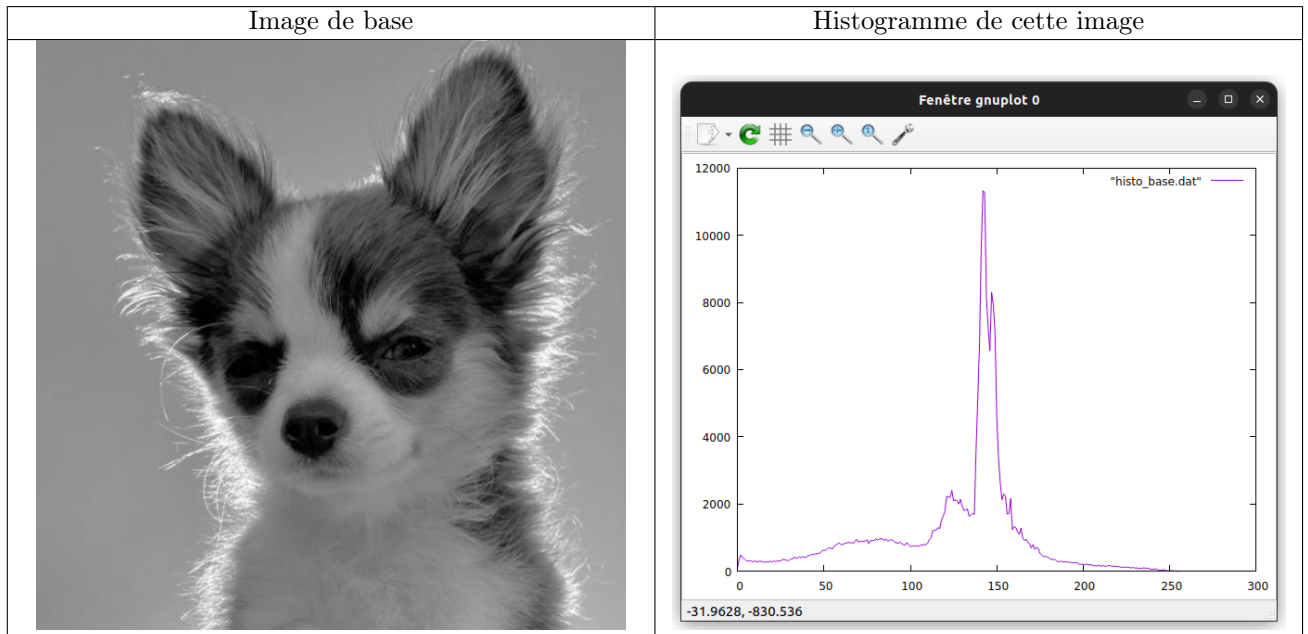 Image de base
Histogramme de cette image
Fenêtre gnuplot 0
12000
"histo_base.dat"
10000
8000
6000
4000
2000
0
0 50 100 150 200 250 300
-31.9628, -830.536